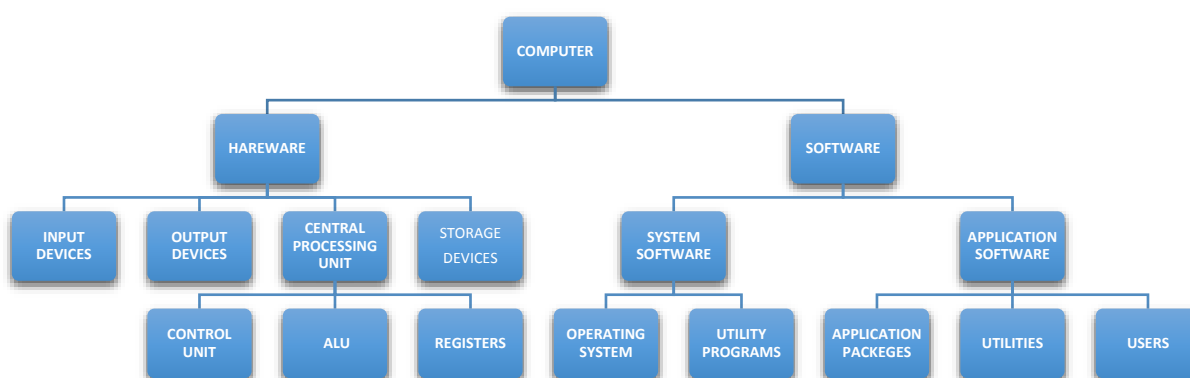 COMPUTER
HAREWARE
SOFTWARE
INPUT
DEVICES
OUTPUT
DEVICES
CENTRAL
PROCESSING
UNIT
STORAGE
DEVICES
SYSTEM
SOFTWARE
APPLICATION
SOFTWARE
CONTROL
UNIT
ALU
REGISTERS
OPERATING
SYSTEM
UTILITY
PROGRAMS
APPLICATION
PACKEGES
UTILITIES
USERS